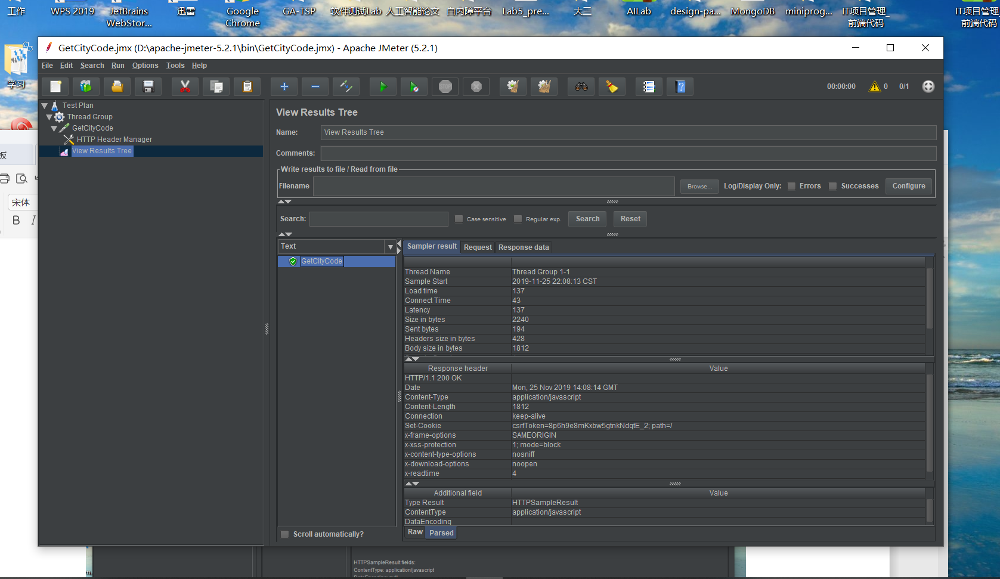 工作
WPS 2019
JetBrains
WebStor...
迅雷
Google
Chrome
GA-TSP
软件测试Lab
人工智能论文
白内障平台
Lab5_pre...
大三
AILab
design-pa...
MongoDB
miniprog...
IT项目管理_
前端代码
IT项目管理
前端代码
学习
GetCityCode.jmx (D:\apache-jmeter-5.2.1\bin\GetCityCode.jmx) - Apache JMeter (5.2.1)
File Edit Search Run Options Tools Help
STOP
00:00:00 0 0/1
Test Plan
Thread Group
GetCityCode
HTTP Header Manager
View Results Tree
板
宋体
B I
View Results Tree
Name: View Results Tree
Comments:
Write results to file / Read from file
Filename Browse... Log/Display Only: Errors Successes Configure
Search: Case sensitive Regular exp. Search Reset
Text
GetCityCode
Scroll automatically?
Sampler result Request Response data
Thread Name Thread Group 1-1
Sample Start 2019-11-25 22:08:13 CST
Load time 137
Connect Time 43
Latency 137
Size in bytes 2240
Sent bytes 194
Headers size in bytes 428
Body size in bytes 1812
Response header Value
HTTP/1.1 200 OK
Date Mon, 25 Nov 2019 14:08:14 GMT
Content-Type application/javascript
Content-Length 1812
Connection keep-alive
Set-Cookie csrfToken=8p6h9e8mKxbw5gtnkNdqtE_2; path=/
x-frame-options SAMEORIGIN
x-xss-protection 1; mode=block
x-content-type-options nosniff
x-download-options noopen
x-readtime 4
Additional field Value
Type Result HTTPSampleResult
ContentType application/javascript
DataEncoding
Raw Parsed
HTTPSampleResult fields:
ContentType: application/javascript